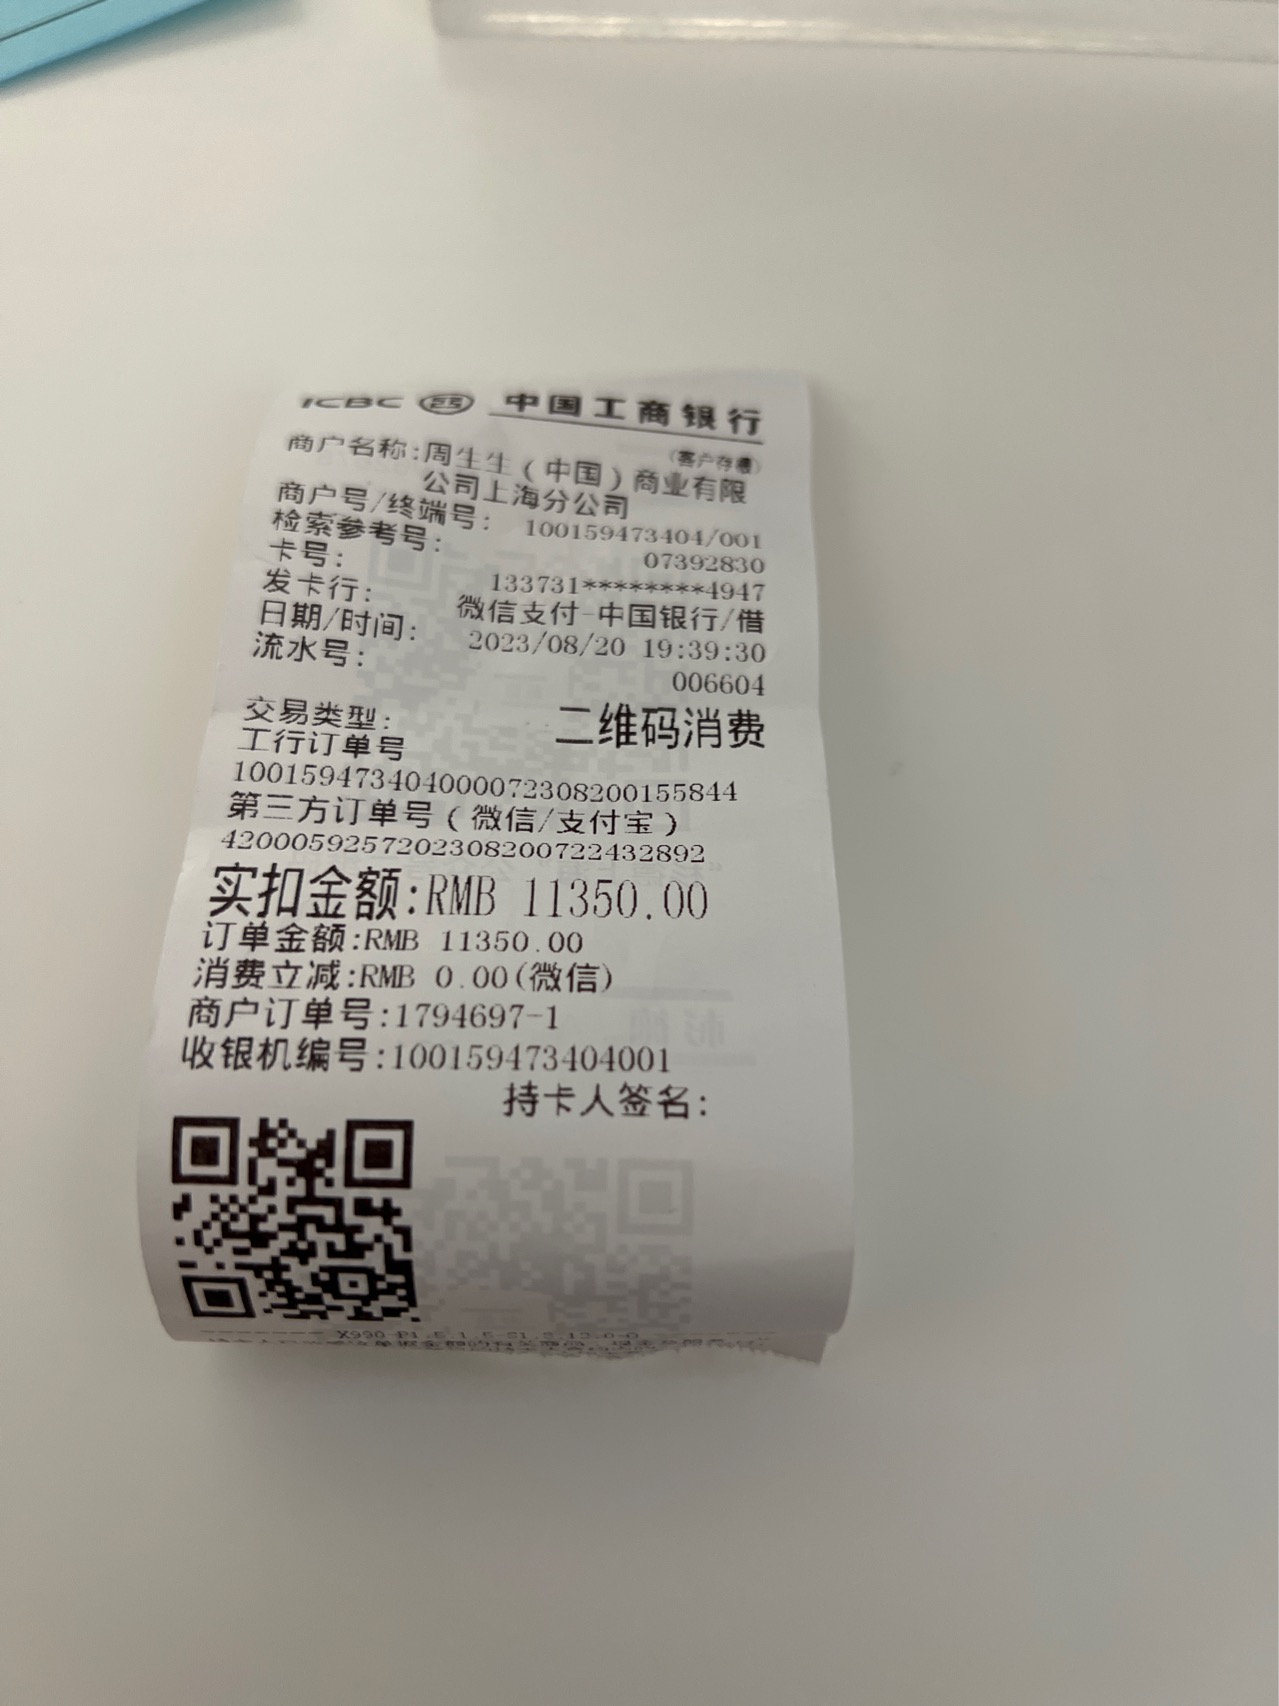 ICBC 中国工商银行
(客户存根)
商户名称:周生生(中国)商业有限
公司上海分公司
商户号/终端号: 100159473404/001
检索参考号: 07392830
卡号: 133731********4947
发卡行: 微信支付-中国银行/借
日期/时间: 2023/08/20 19:39:30
流水号: 006604
交易类型: 二维码消费
工行订单号
100159473404000072308200155844
第三方订单号(微信/支付宝)
4200059257202308200722432892
实扣金额:RMB 11350.00
订单金额:RMB 11350.00
消费立减:RMB 0.00(微信)
商户订单号:1794697-1
收银机编号:100159473404001
持卡人签名: